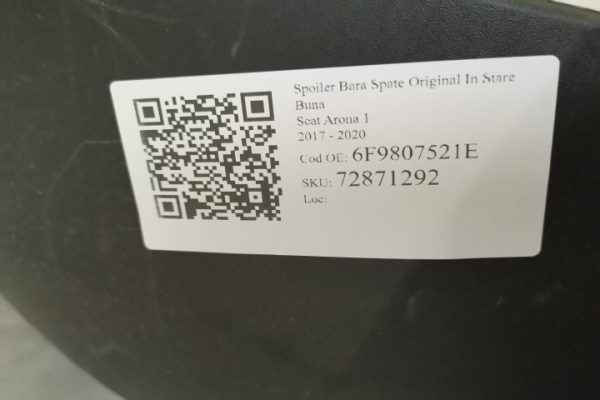 Spoiler Bara Spate Original In Stare
Buna
Seat Arona 1
2017 - 2020
Cod OE: 6F9807521E
SKU: 72871292
Loc: